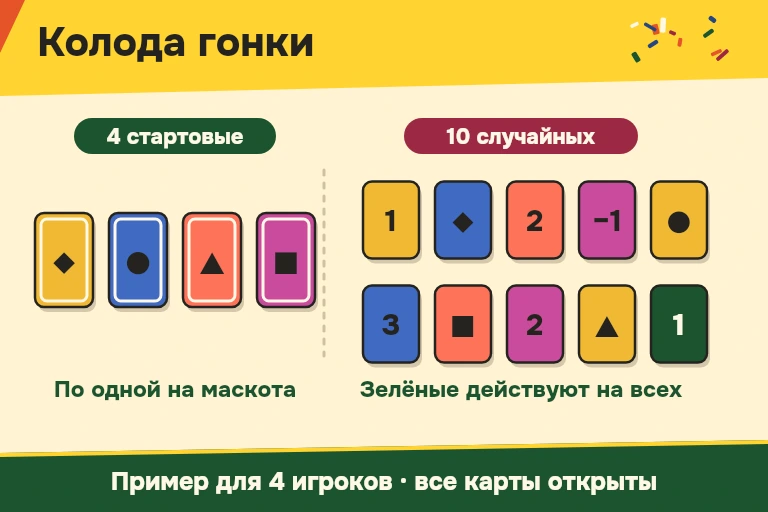 Колода гонки
4 стартовые
10 случайных
1 2 −1
3 2 1
По одной на маскота
Зелёные действуют на всех
Пример для 4 игроков · все карты открыты